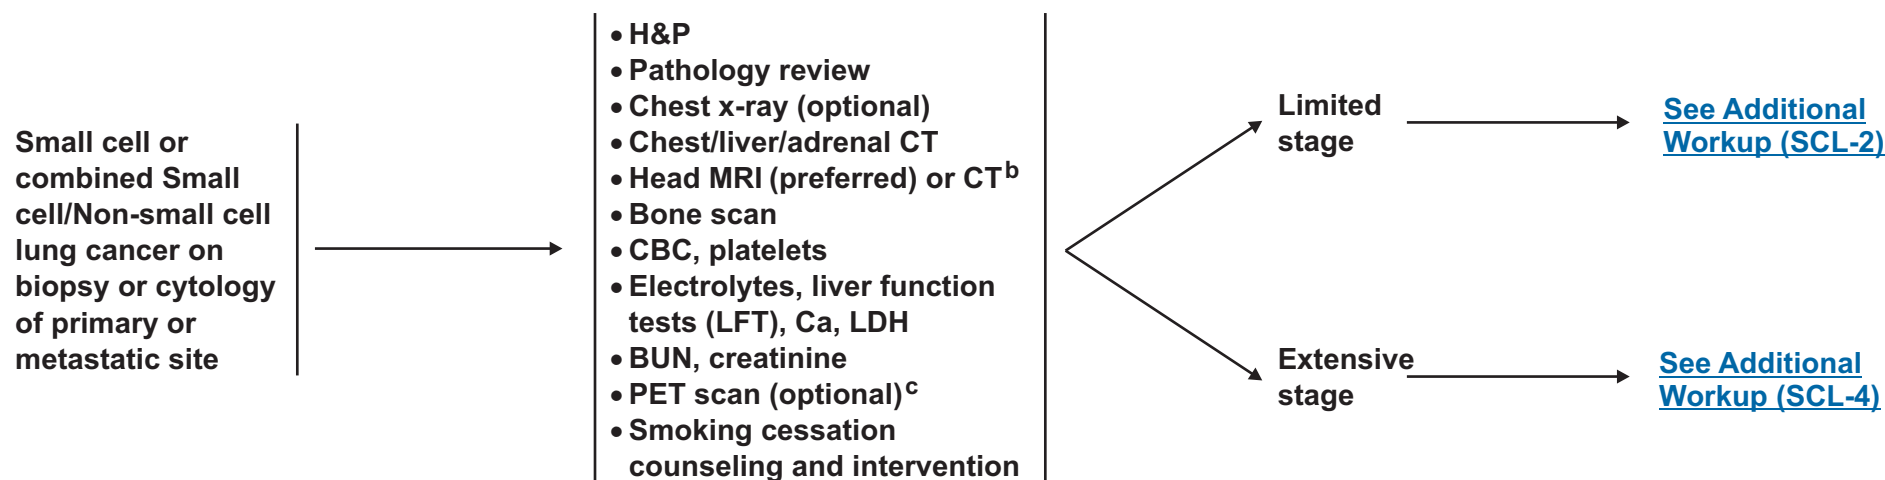 Small cell or
combined Small
cell/Non-small cell
lung cancer on
biopsy or cytology
of primary or
metastatic site
• H&P
• Pathology review
• Chest x-ray (optional)
• Chest/liver/adrenal CT
• Head MRI (preferred) or CT b
• Bone scan
• CBC, platelets
• Electrolytes, liver function
tests (LFT), Ca, LDH
• BUN, creatinine
• PET scan (optional) c
• Smoking cessation
counseling and intervention
Limited
stage
See Additional
Workup (SCL-2)
Extensive
stage
See Additional
Workup (SCL-4)